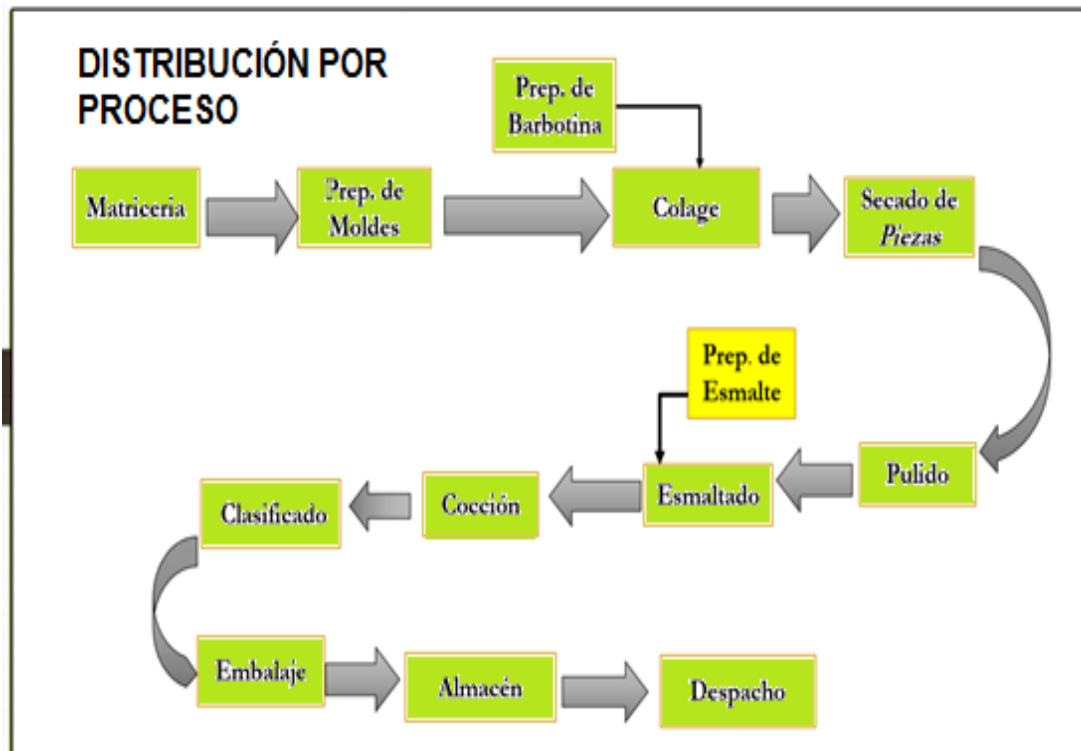 DISTRIBUCIÓN POR
PROCESO
Prep. de
Barbotina
Matriceria
Prep. de
Moldes
Colage
Secado de
Piezas
Prep. de
Esmalte
Pulido
Esmaltado
Cocción
Clasificado
Embalaje
Almacén
Despacho